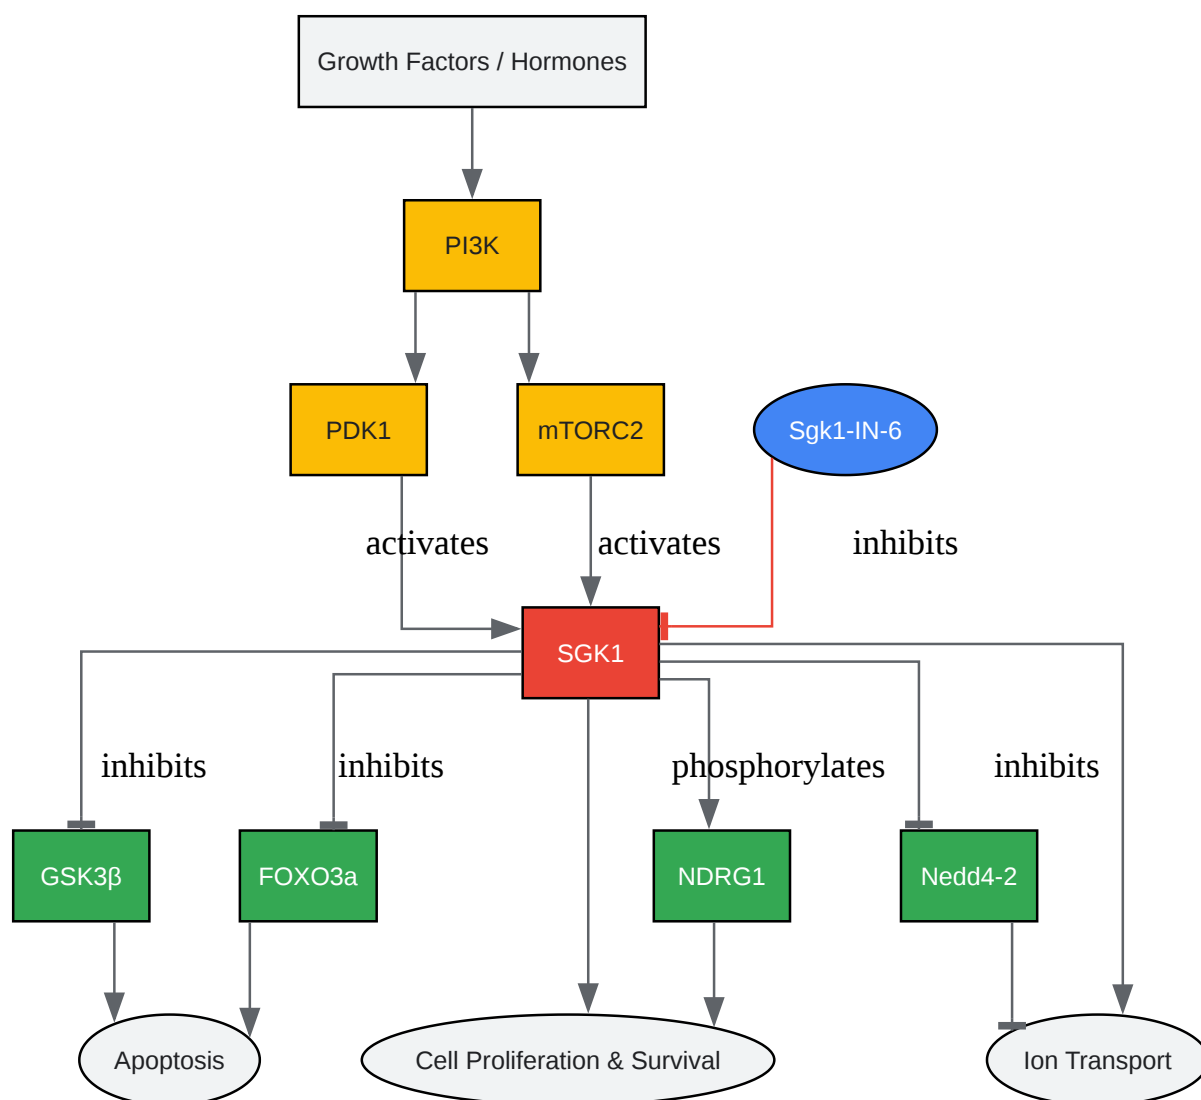 Growth Factors / Hormones
PI3K
PDK1
mTORC2
Sgk1-IN-6
activates
activates
inhibits
SGK1
inhibits
inhibits
phosphorylates
inhibits
GSK3β
FOXO3a
NDRG1
Nedd4-2
Apoptosis
Cell Proliferation & Survival
Ion Transport